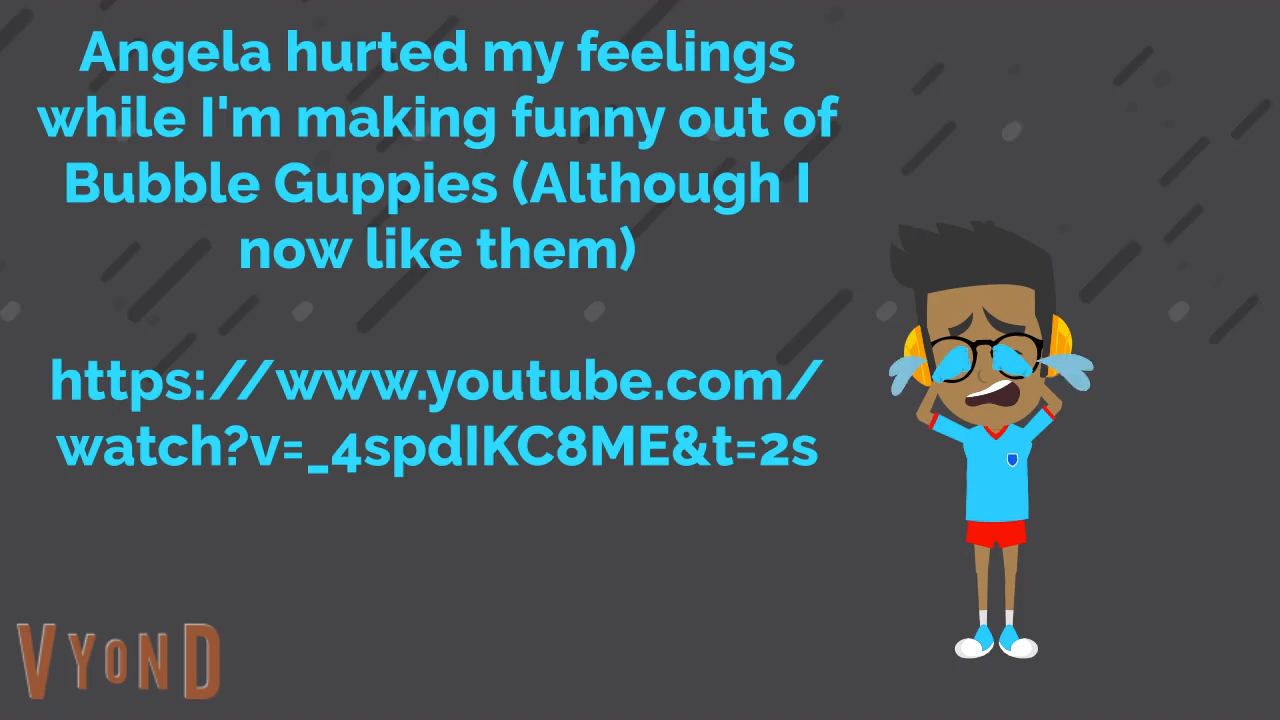 Angela hurted my feelings
while I'm making funny out of
Bubble Guppies (Although I
now like them)
https://www.youtube.com/
watch?v=_4spdIKC8ME&t=2s
VYOND